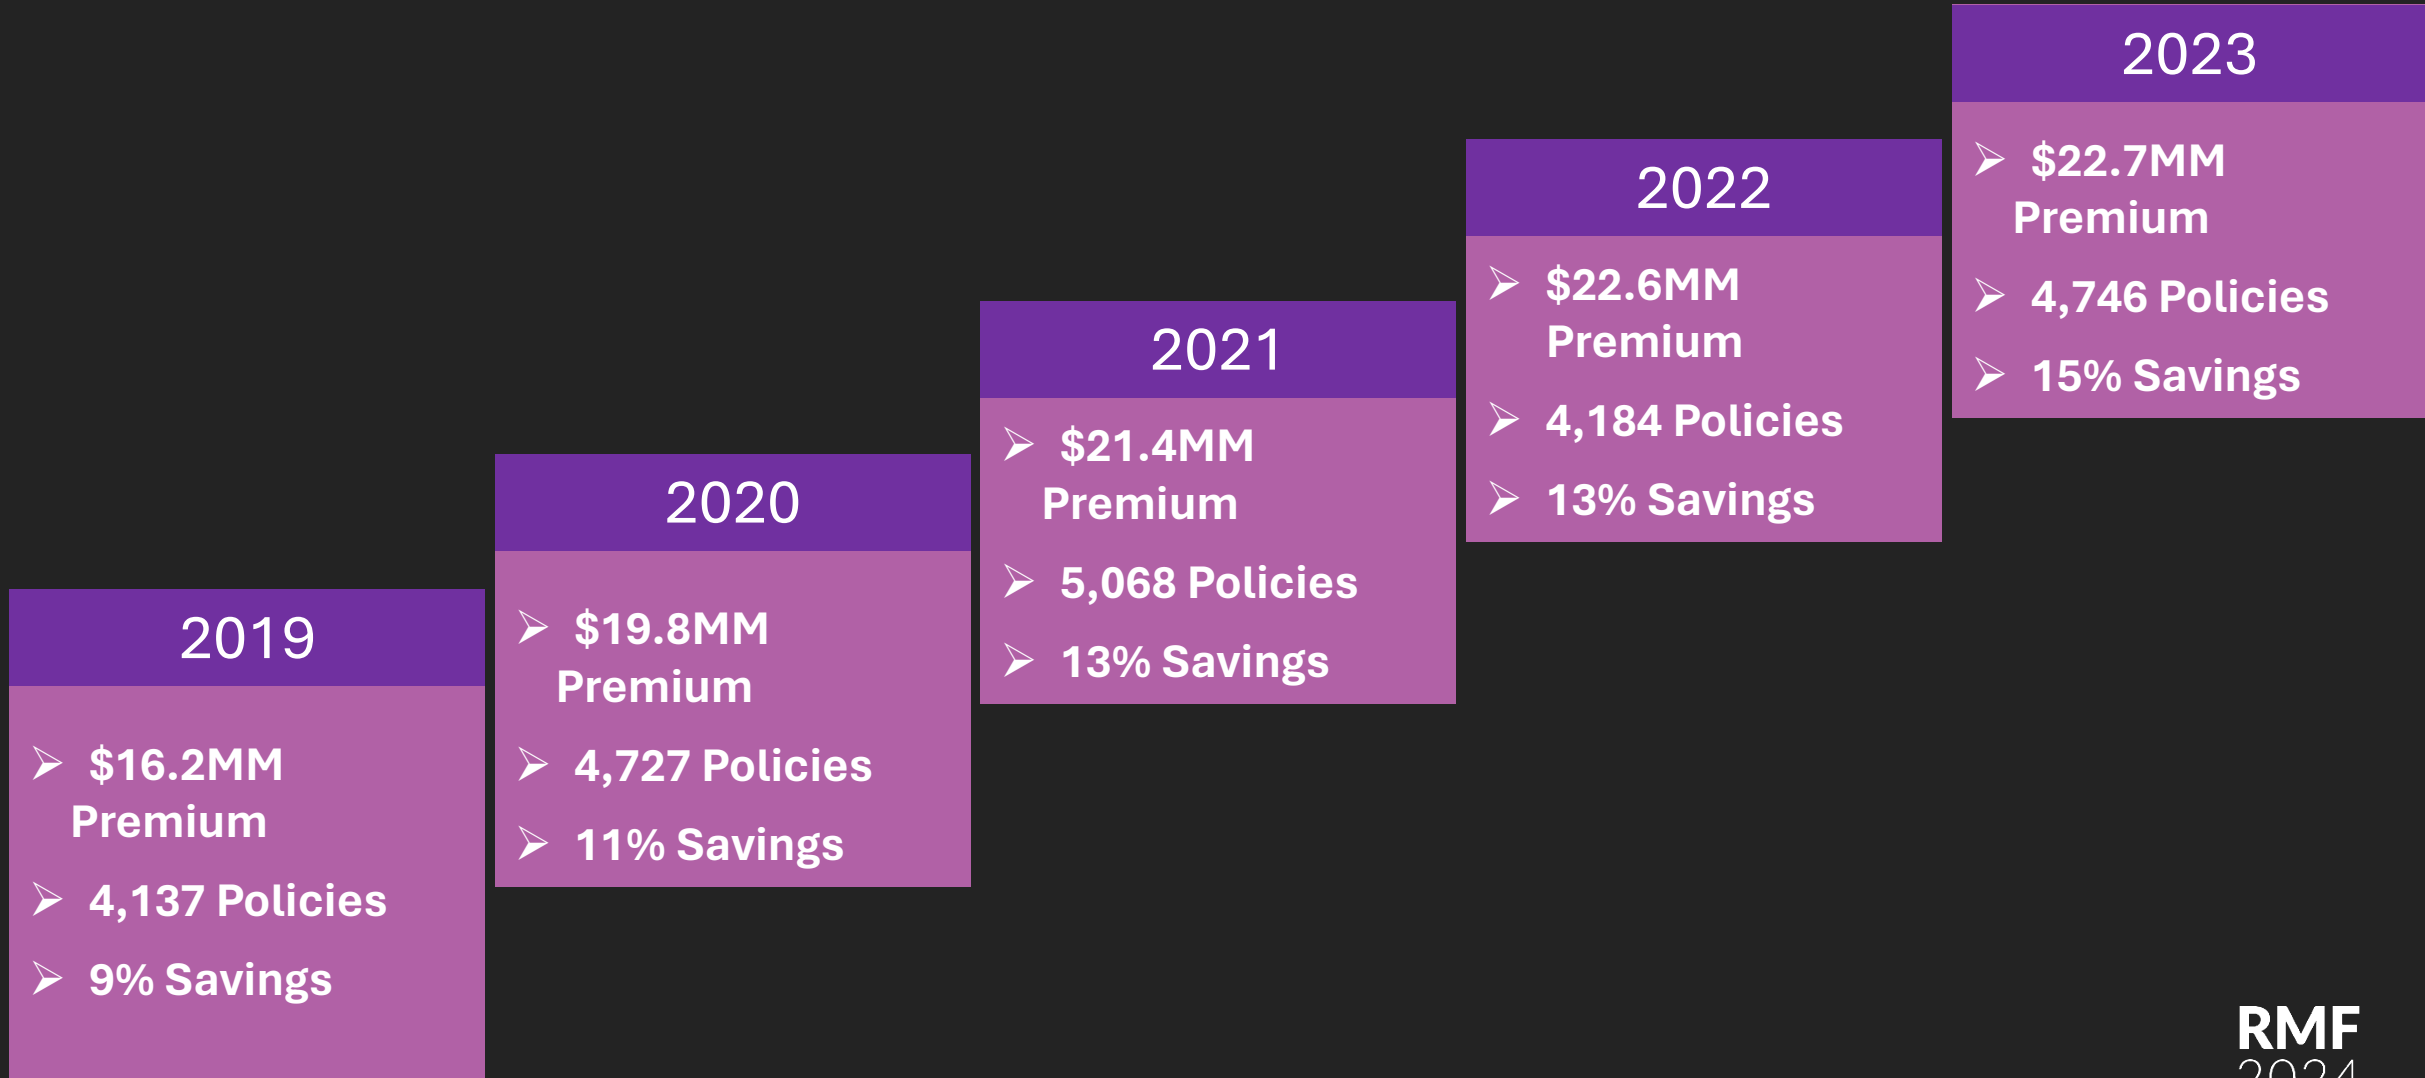 2019
➢ $16.2MM
Premium
➢ 4,137 Policies
➢ 9% Savings
2020
➢ $19.8MM
Premium
➢ 4,727 Policies
➢ 11% Savings
2021
➢ $21.4MM
Premium
➢ 5,068 Policies
➢ 13% Savings
2022
➢ $22.6MM
Premium
➢ 4,184 Policies
➢ 13% Savings
2023
➢ $22.7MM
Premium
➢ 4,746 Policies
➢ 15% Savings
RMF
2024